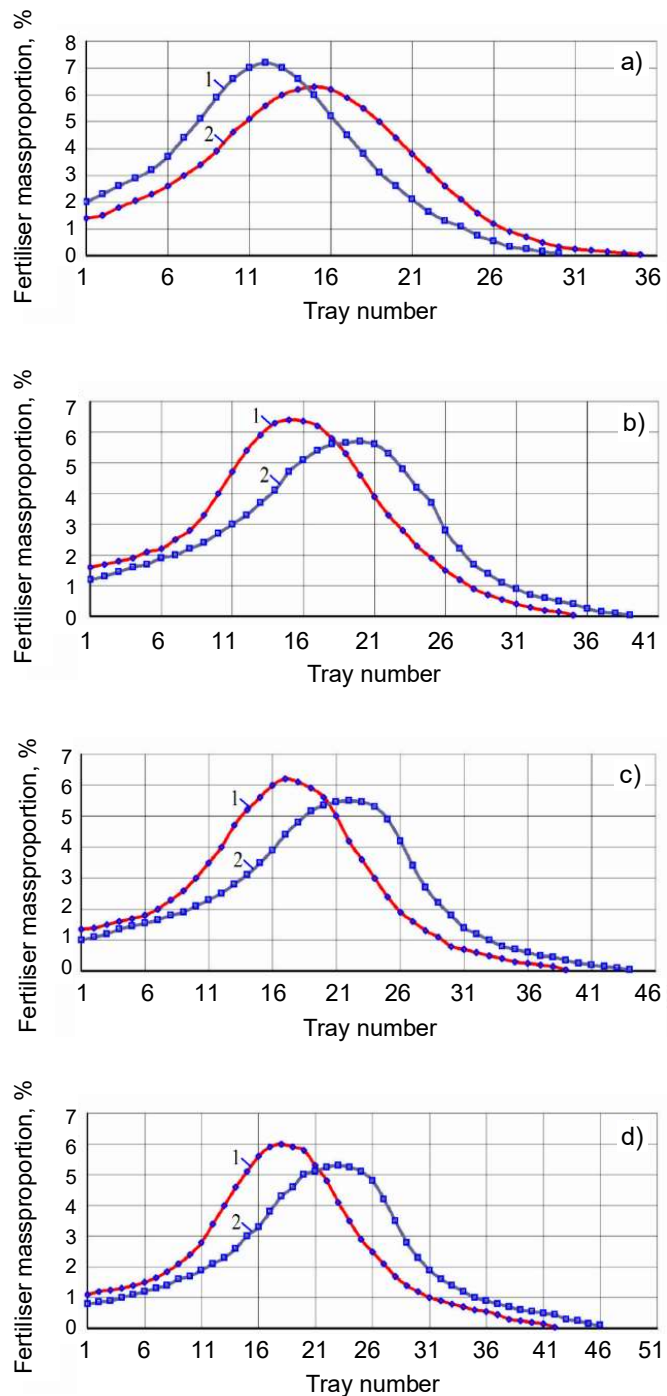 Fertiliser massproportion, %
8
7
6
5
4
3
2
1
0
a)
1
2
1 6 11 16 21 26 31 36
Tray number
Fertiliser massproportion, %
7
6
5
4
3
2
1
0
b)
1
2
1 6 11 16 21 26 31 41
Tray number
Fertiliser massproportion, %
7
6
5
4
3
2
1
0
c)
1
2
1 6 11 16 21 26 31 41 46
Tray number
Fertiliser massproportion, %
7
6
5
4
3
2
1
0
d)
1
2
1 6 11 16 21 26 31 36 41 46 51
Tray number